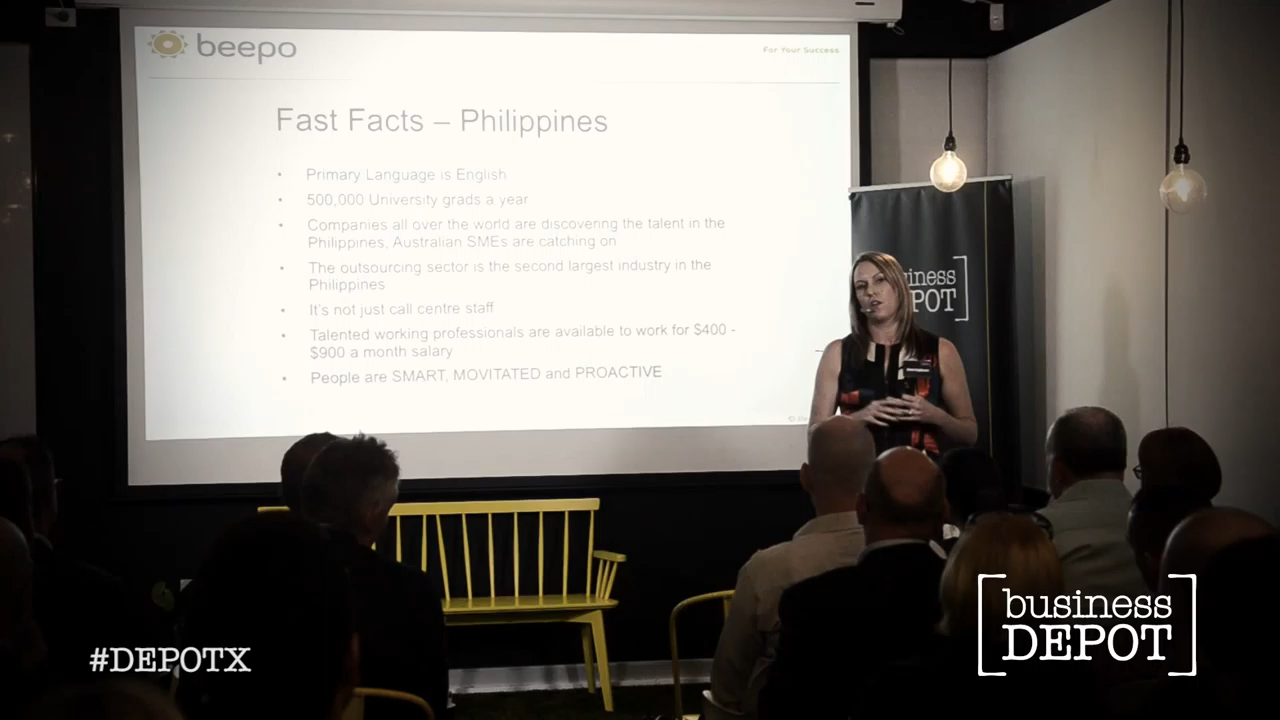 beepo
For Your Success
Fast Facts – Philippines
• Primary Language is English
• 500,000 University grads a year
• Companies all over the world are discovering the talent in the
Philippines, Australian SMEs are catching on
• The outsourcing sector is the second largest industry in the
Philippines
• It's not just call centre staff
• Talented working professionals are available to work for $400 -
$900 a month salary
• People are SMART, MOVITATED and PROACTIVE
#DEPOTX
business
DEPOT